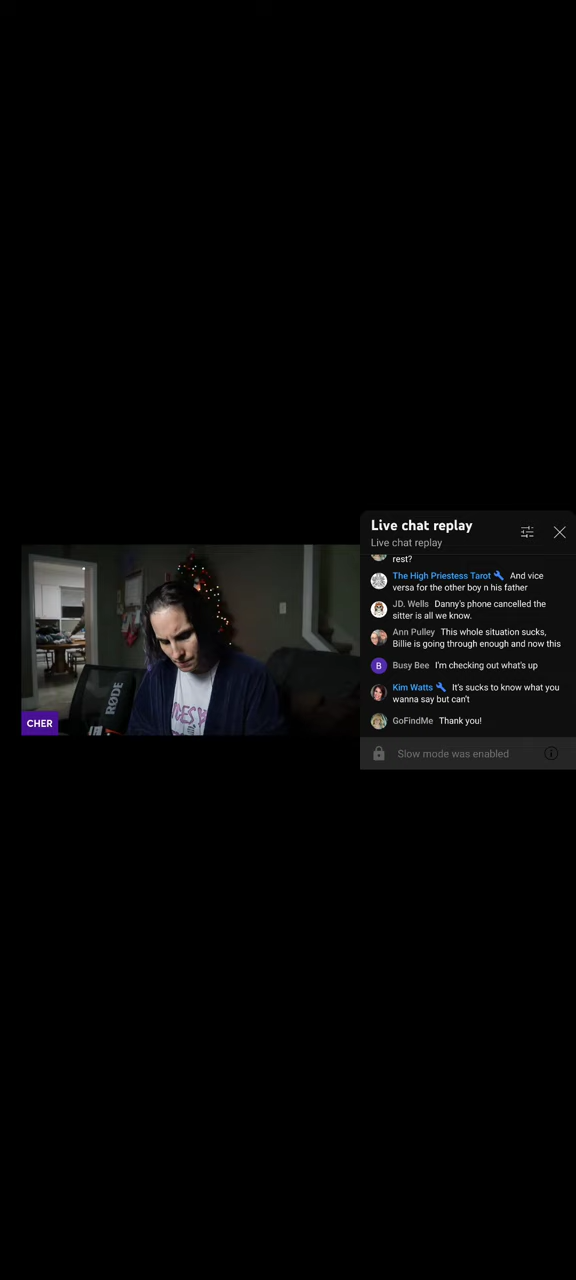 Live chat replay
Live chat replay
rest?
The High Priestess Tarot And vice
versa for the other boy n his father
JD. Wells Danny's phone cancelled the
sitter is all we know.
Ann Pulley This whole situation sucks,
Billie is going through enough and now this
B Busy Bee I'm checking out what's up
Kim Watts It's sucks to know what you
wanna say but can't
GoFindMe Thank you!
Slow mode was enabled
RØDE
CHER